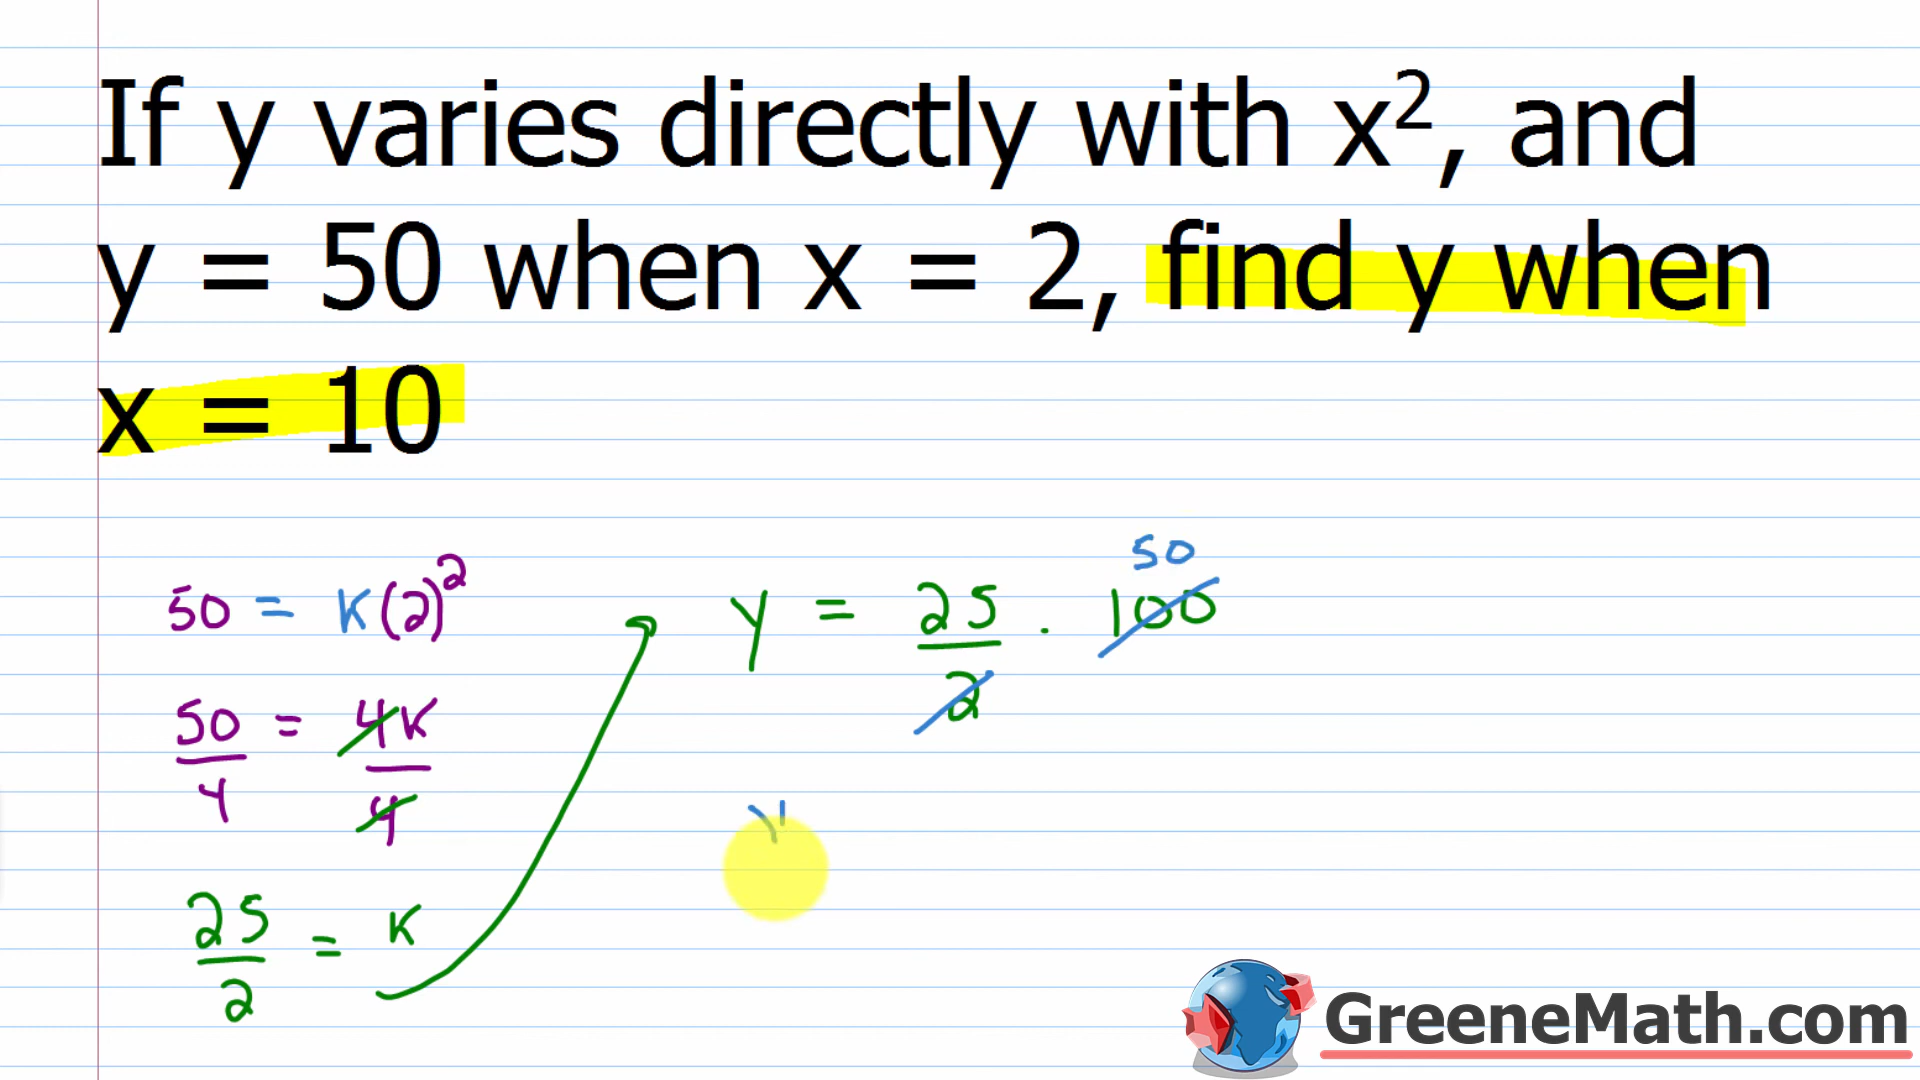 If y varies directly with x², and
y = 50 when x = 2, find y when
x = 10
50 = K(2)²
50/4 = 4K/4
25/2 = K
y = 25/2 · 100
50
y
GreeneMath.com